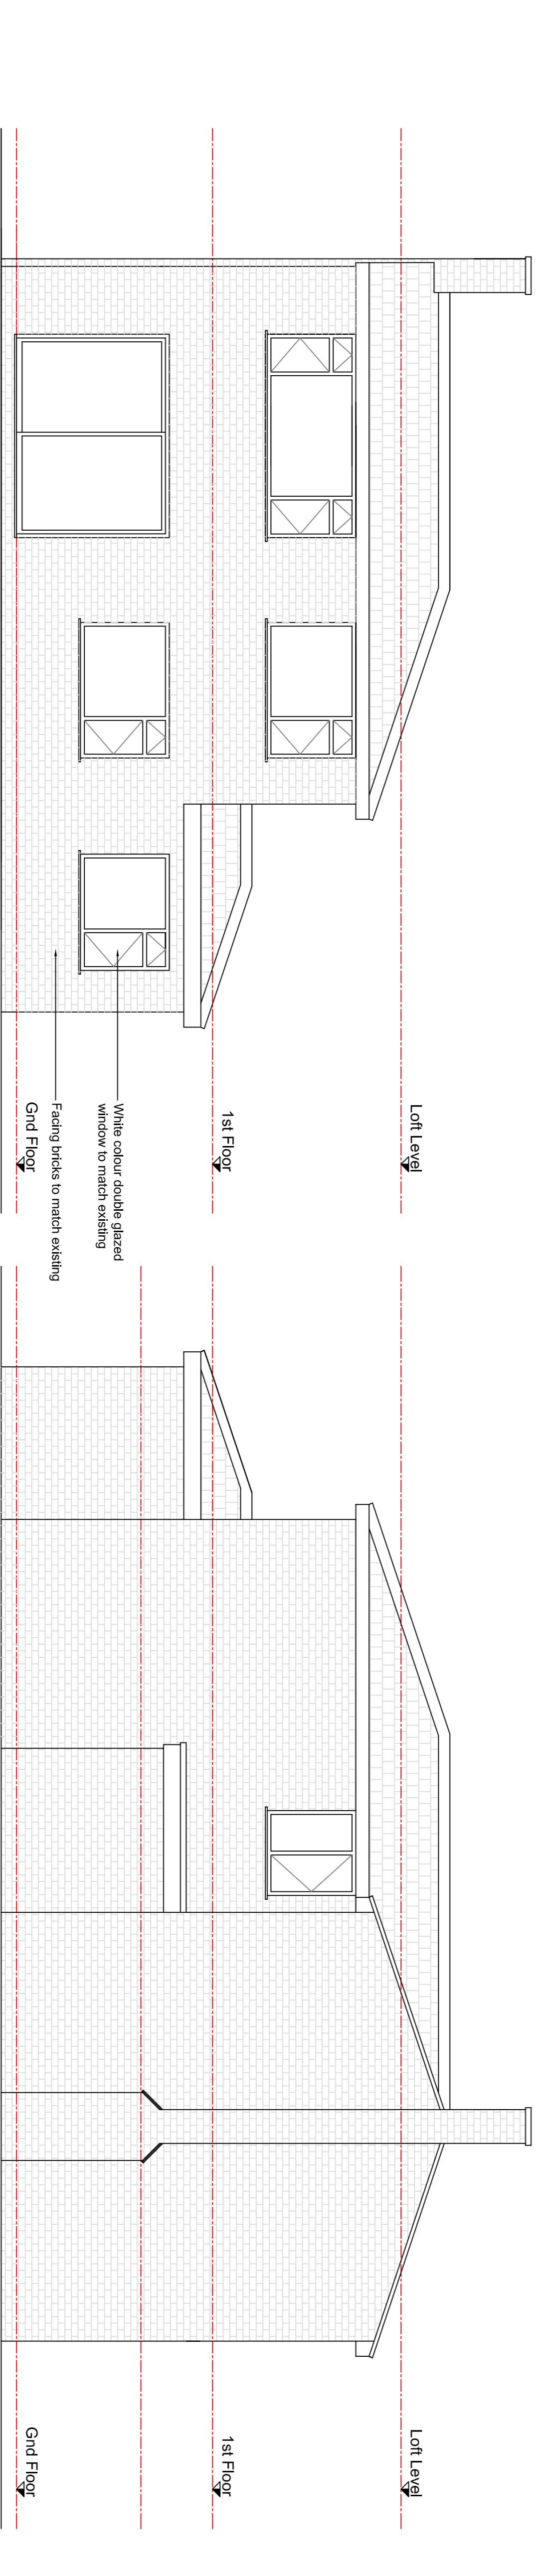 Loft Level
1st Floor
White colour double glazed
window to match existing
Facing bricks to match existing
Gnd Floor
Loft Level
1st Floor
Gnd Floor